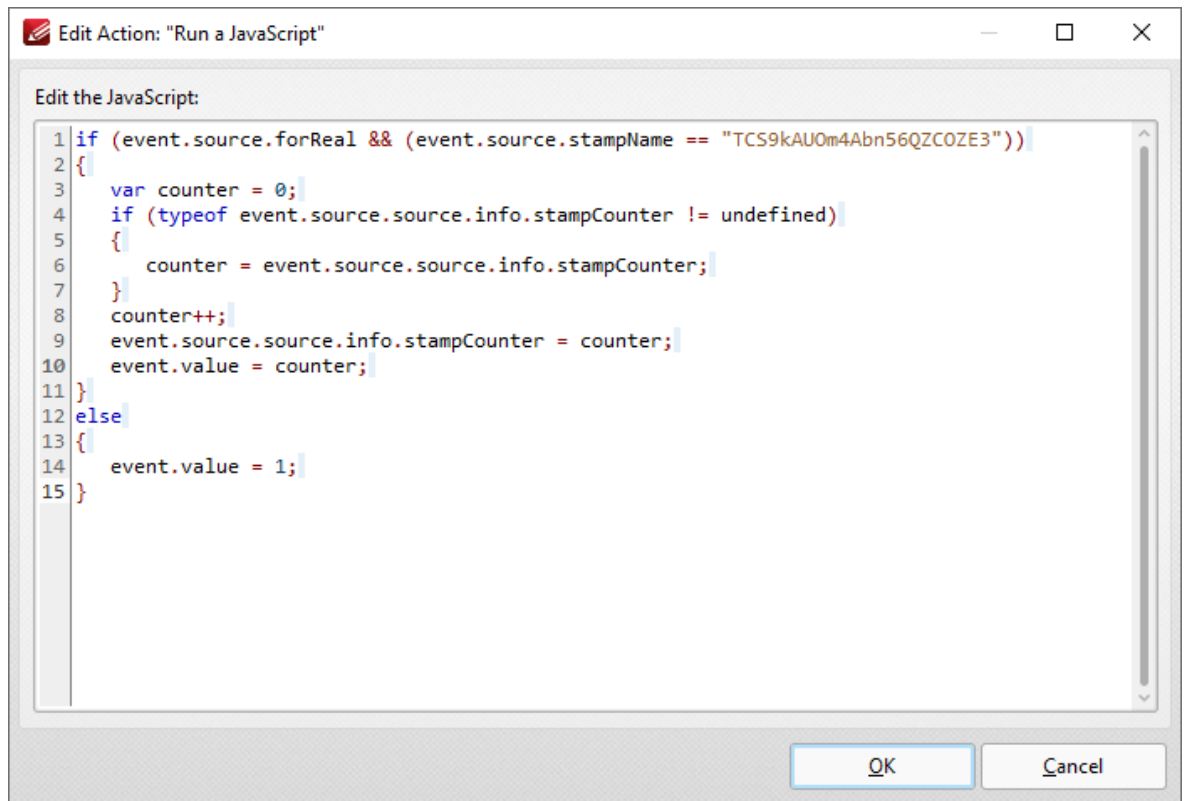 Edit Action: "Run a JavaScript"
Edit the JavaScript:
1 if (event.source.forReal && (event.source.stampName == "TCS9kAUOm4Abn56QZCOZE3"))
2 {
3 var counter = 0;
4 if (typeof event.source.source.info.stampCounter != undefined)
5 {
6 counter = event.source.source.info.stampCounter;
7 }
8 counter++;
9 event.source.source.info.stampCounter = counter;
10 event.value = counter;
11 }
12 else
13 {
14 event.value = 1;
15 }
OK Cancel